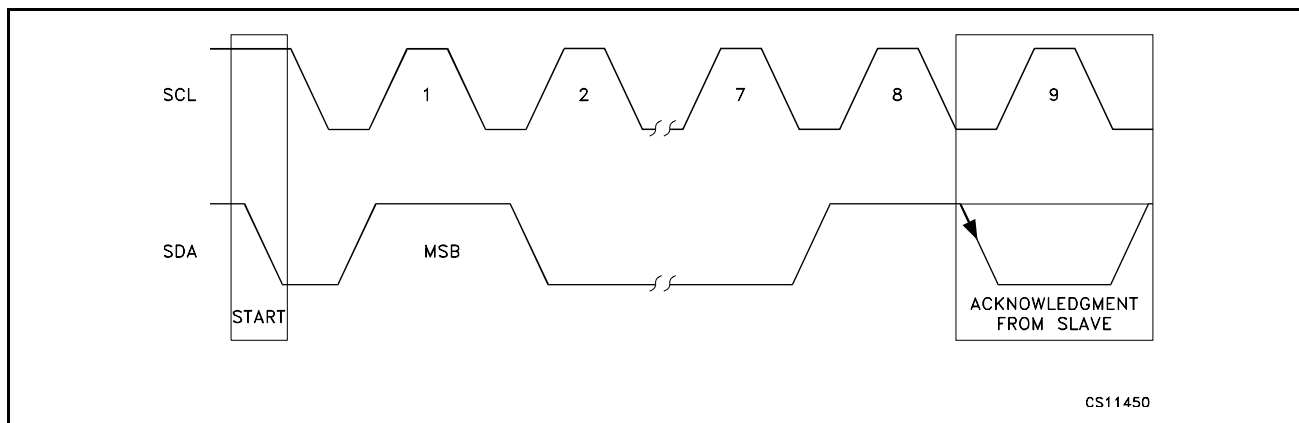 SCL
1
2
7
8
9
SDA
MSB
START
ACKNOWLEDGMENT
FROM SLAVE
CS11450